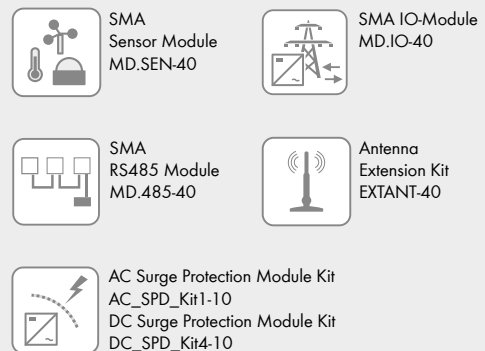 SMA
Sensor Module
MD.SEN-40
SMA IO-Module
MD.IO-40
SMA
RS485 Module
MD.485-40
Antenna
Extension Kit
EXTANT-40
AC Surge Protection Module Kit
AC_SPD_Kit1-10
DC Surge Protection Module Kit
DC_SPD_Kit4-10